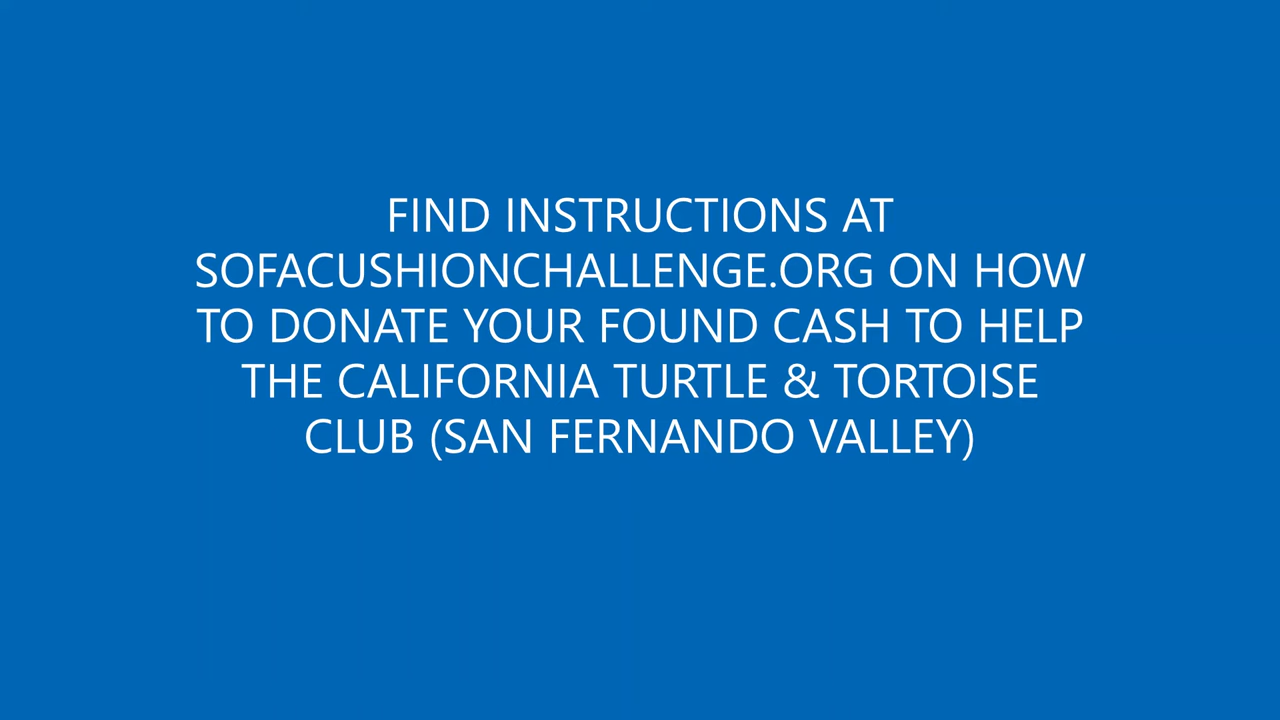 FIND INSTRUCTIONS AT
SOFACUSHIONCHALLENGE.ORG ON HOW
TO DONATE YOUR FOUND CASH TO HELP
THE CALIFORNIA TURTLE & TORTOISE
CLUB (SAN FERNANDO VALLEY)